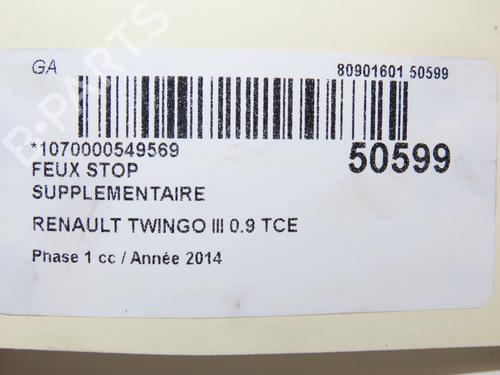 GA
80901601 50599
*1070000549569
50599
FEUX STOP
SUPPLEMENTAIRE
RENAULT TWINGO III 0.9 TCE
Phase 1 cc / Année 2014
B-PARTS